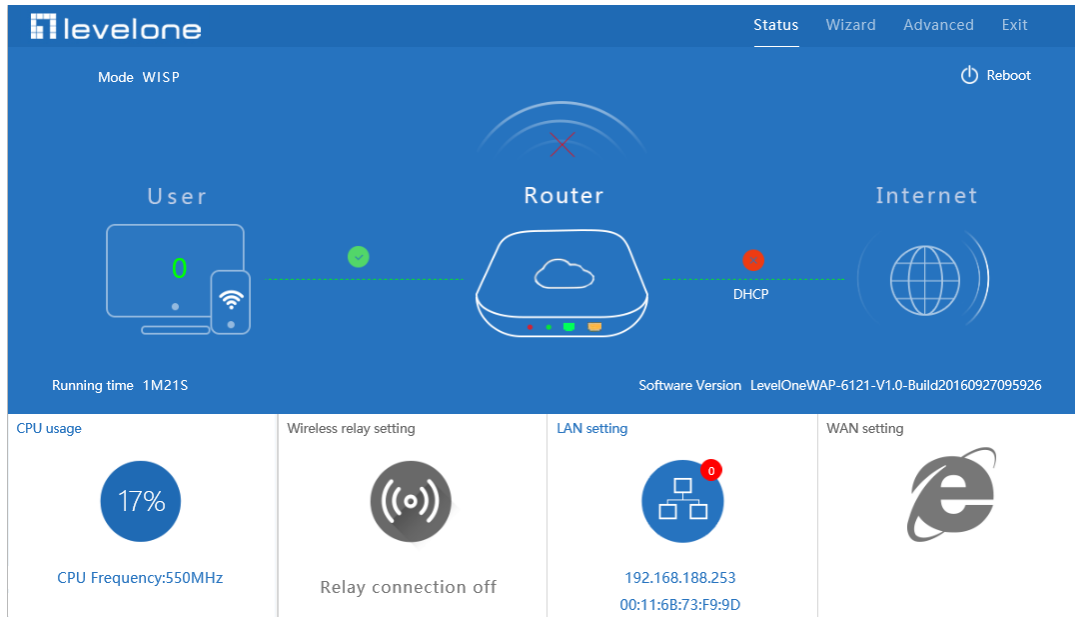 levelone
Status Wizard Advanced Exit
Mode WISP
Reboot
User Router Internet
0
DHCP
Running time 1M21S
Software Version LevelOneWAP-6121-V1.0-Build20160927095926
CPU usage
17%
CPU Frequency:550MHz
Wireless relay setting
Relay connection off
LAN setting
0
192.168.188.253
00:11:6B:73:F9:9D
WAN setting